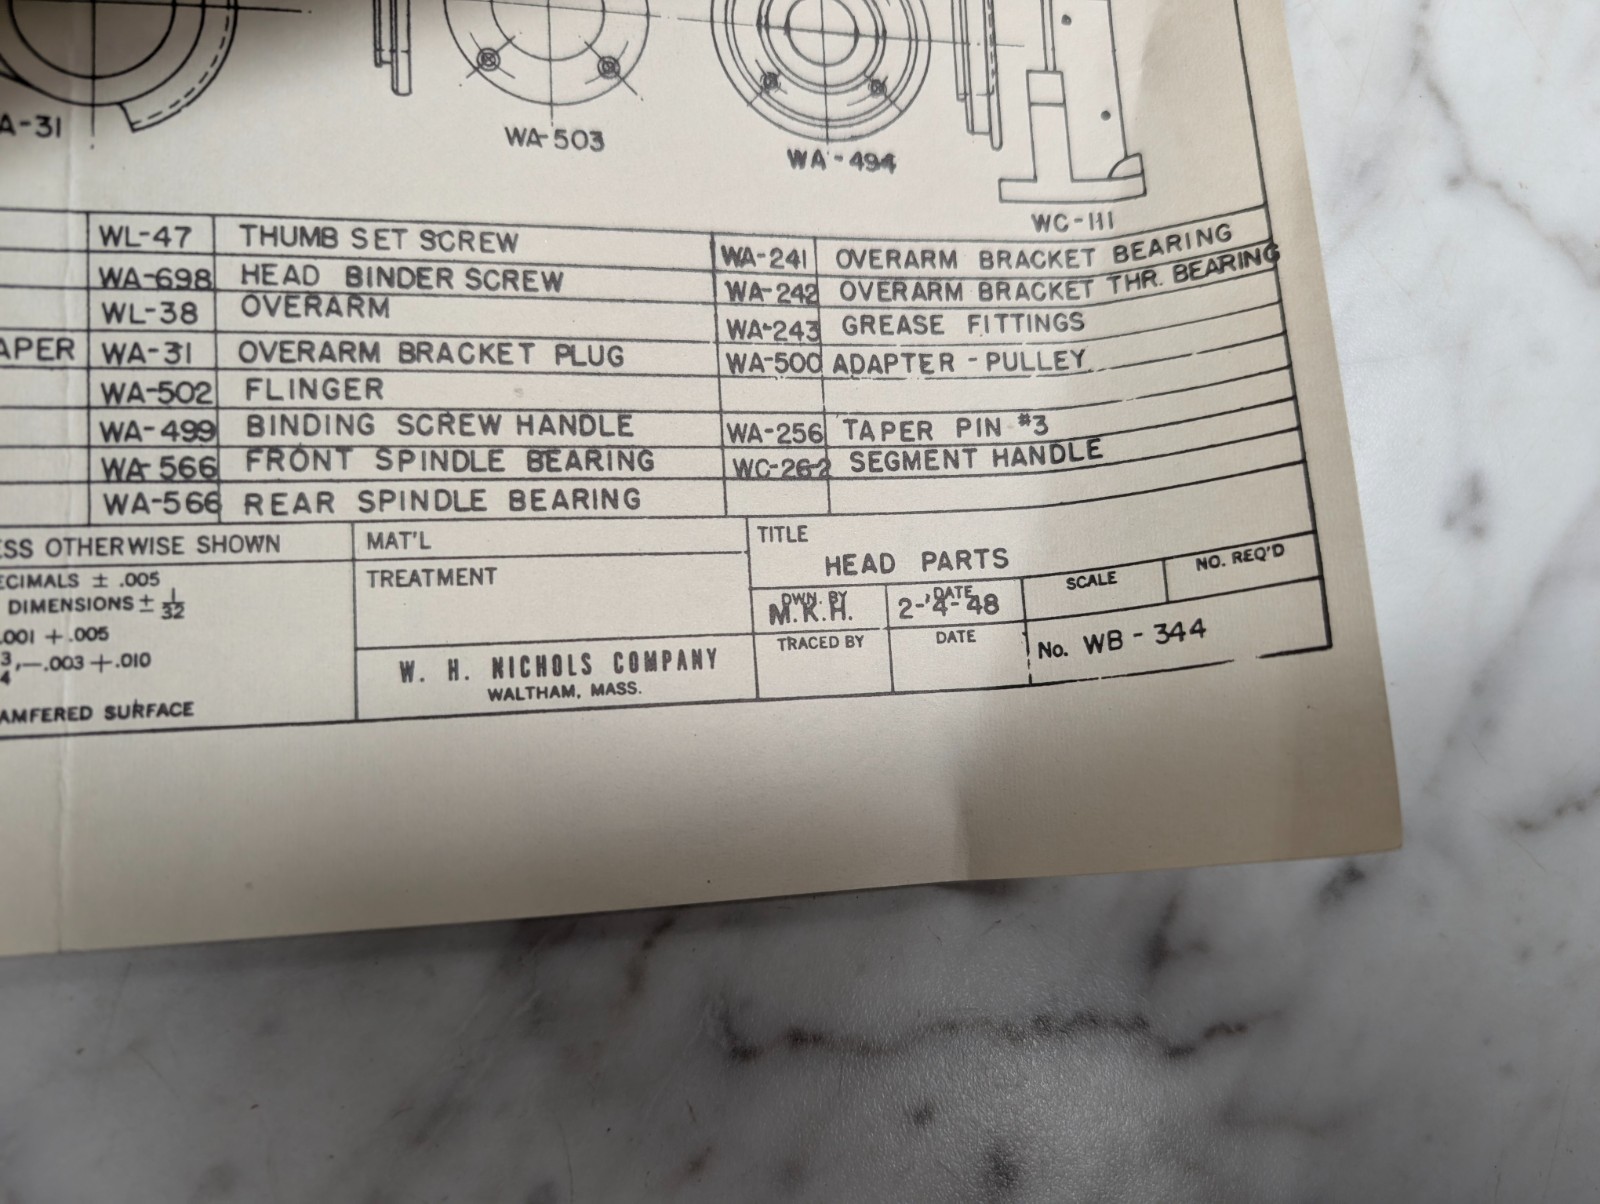 A-31
WA-503
WA-494
WC-111
WL-47 THUMB SET SCREW
WA-698 HEAD BINDER SCREW
WL-38 OVERARM
APER WA-31 OVERARM BRACKET PLUG
WA-502 FLINGER
WA-499 BINDING SCREW HANDLE
WA-566 FRONT SPINDLE BEARING
WA-566 REAR SPINDLE BEARING
WA-241 OVERARM BRACKET BEARING
WA-242 OVERARM BRACKET THR. BEARING
WA-243 GREASE FITTINGS
WA-500 ADAPTER - PULLEY
WA-256 TAPER PIN #3
WC-262 SEGMENT HANDLE
ESS OTHERWISE SHOWN
ECIMALS ± .005
DIMENSIONS ± 1/32
.001 + .005
3/4, —.003 +.010
AMFERED SURFACE
MAT'L
TREATMENT
W. H. NICHOLS COMPANY
WALTHAM, MASS.
TITLE
HEAD PARTS
DWN. BY
M.K.H.
DATE
2-4-48
SCALE
NO. REQ'D
TRACED BY
DATE
No. WB - 344